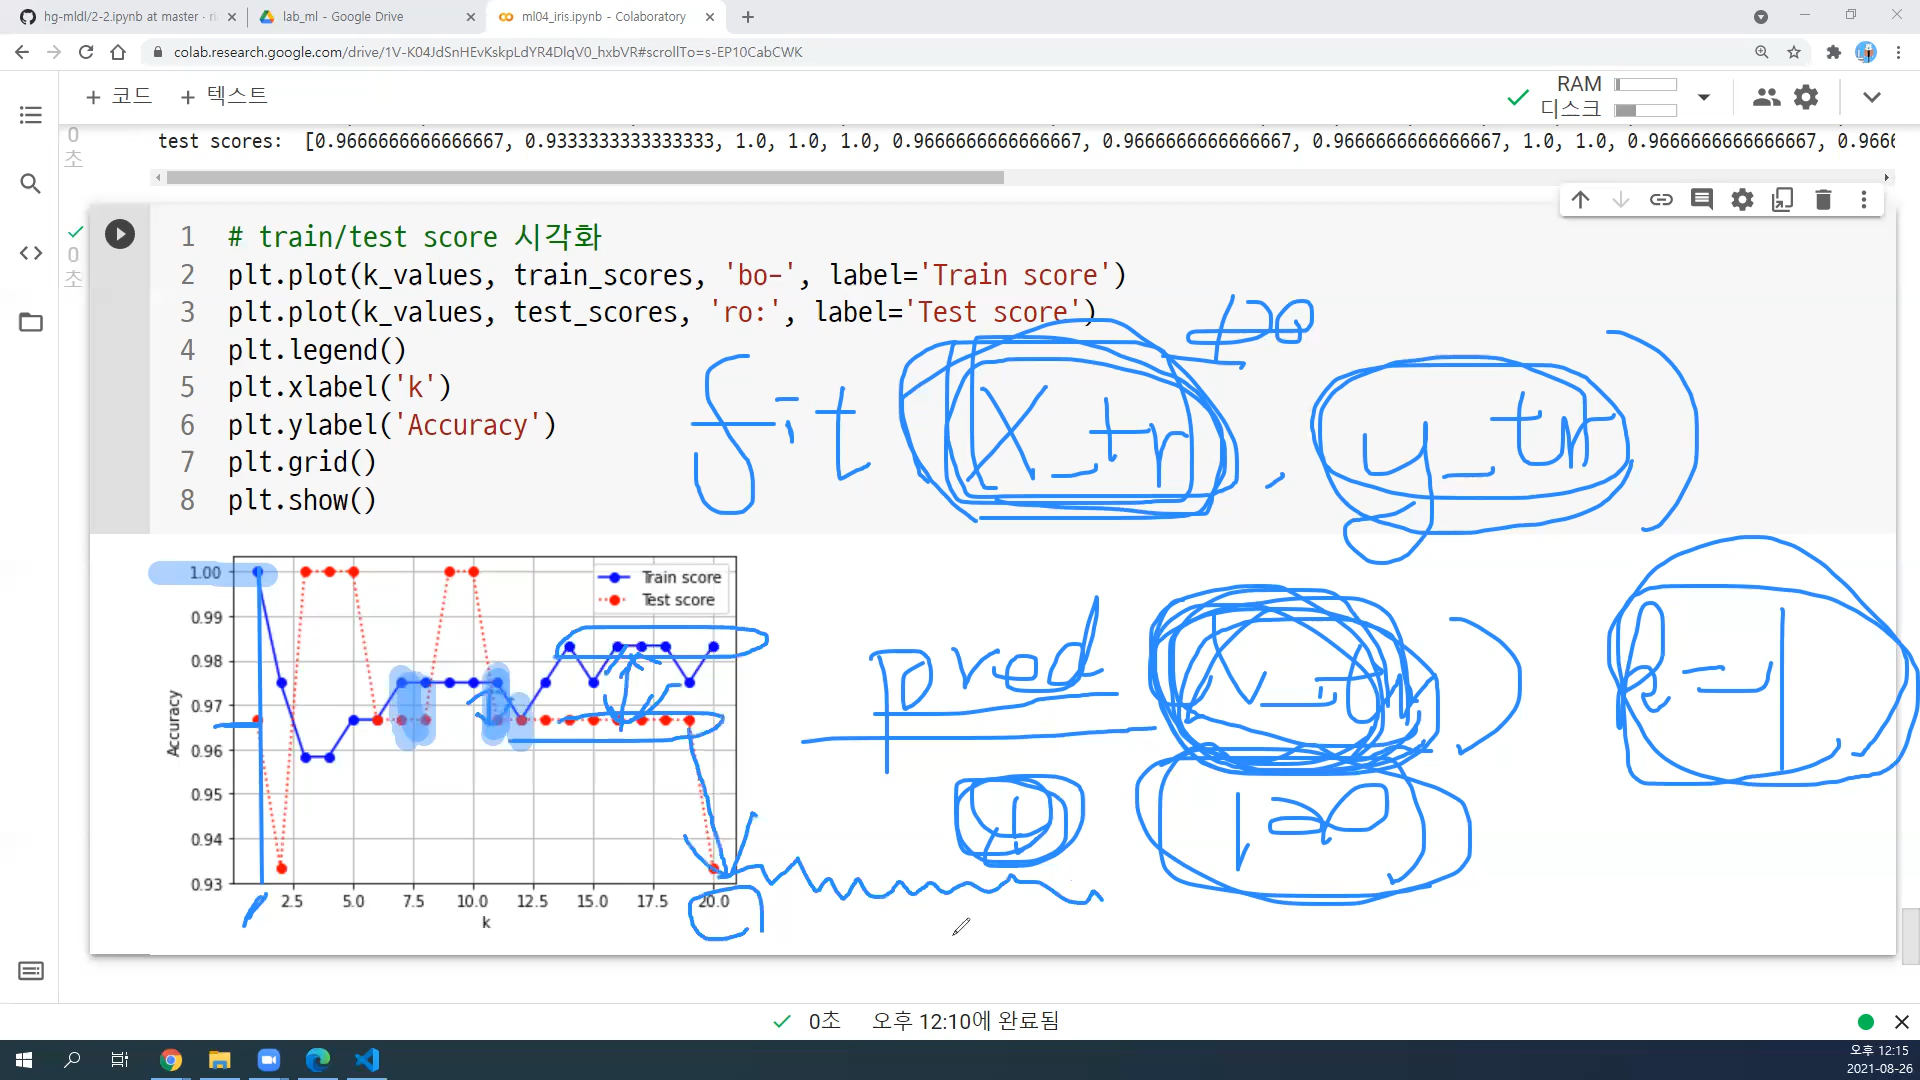 hg-mldl/2-2.ipynb at master · ri
lab_ml - Google Drive
ml04_iris.ipynb - Colaboratory
colab.research.google.com/drive/1V-K04JdSnHEvKskpLdYR4DlqV0_hxbVR#scrollTo=s-EP10CabCWK
+ 코드 + 텍스트
RAM
디스크
0
초
test scores: [0.9666666666666667, 0.9333333333333333, 1.0, 1.0, 1.0, 0.9666666666666667, 0.9666666666666667, 0.9666666666666667, 1.0, 1.0, 0.9666666666666667, 0.966
0
초
1 # train/test score 시각화
2 plt.plot(k_values, train_scores, 'bo-', label='Train score')
3 plt.plot(k_values, test_scores, 'ro:', label='Test score')
4 plt.legend()
5 plt.xlabel('k')
6 plt.ylabel('Accuracy')
7 plt.grid()
8 plt.show()
fit X_tr, y_tr)
pred
Train score
Test score
1.00
0.99
0.98
0.97
0.96
0.95
0.94
0.93
Accuracy
2.5 5.0 7.5 10.0 12.5 15.0 17.5 20.0
k
0초 오후 12:10에 완료됨
오후 12:15
2021-08-26